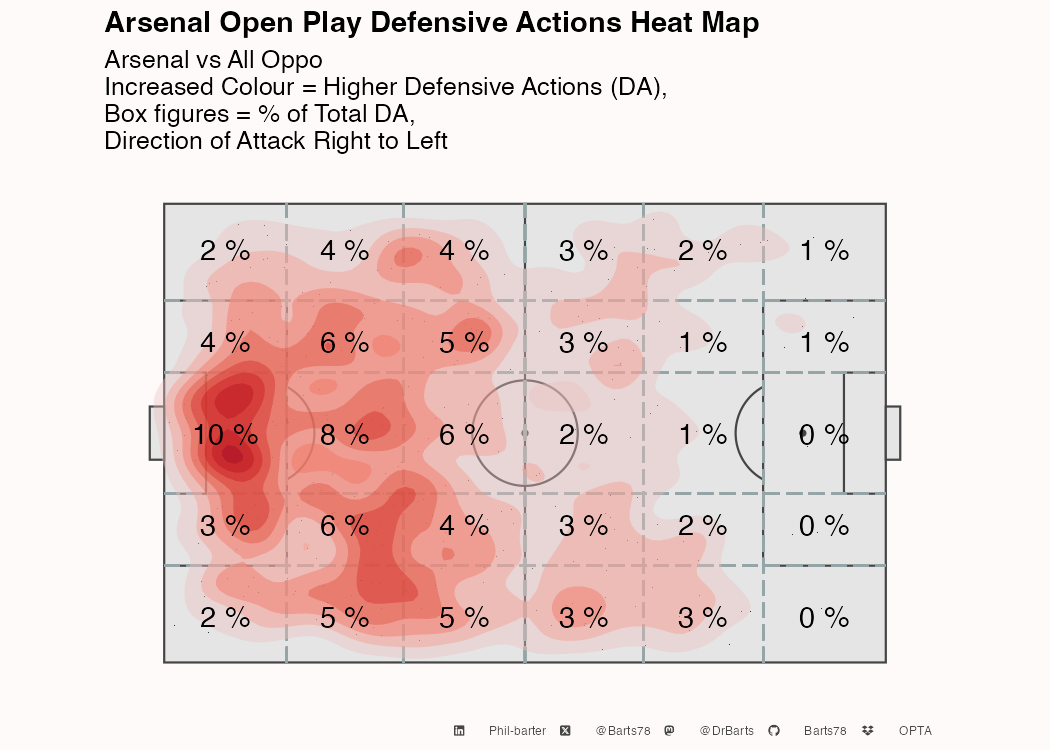 Arsenal Open Play Defensive Actions Heat Map
Arsenal vs All Oppo
Increased Colour = Higher Defensive Actions (DA),
Box figures = % of Total DA,
Direction of Attack Right to Left
2 % 4 % 4 % 3 % 2 % 1 %
4 % 6 % 5 % 3 % 1 % 1 %
10 % 8 % 6 % 2 % 1 % 0 %
3 % 6 % 4 % 3 % 2 % 0 %
2 % 5 % 5 % 3 % 3 % 0 %
Phil-barter @Barts78 @DrBarts Barts78 OPTA